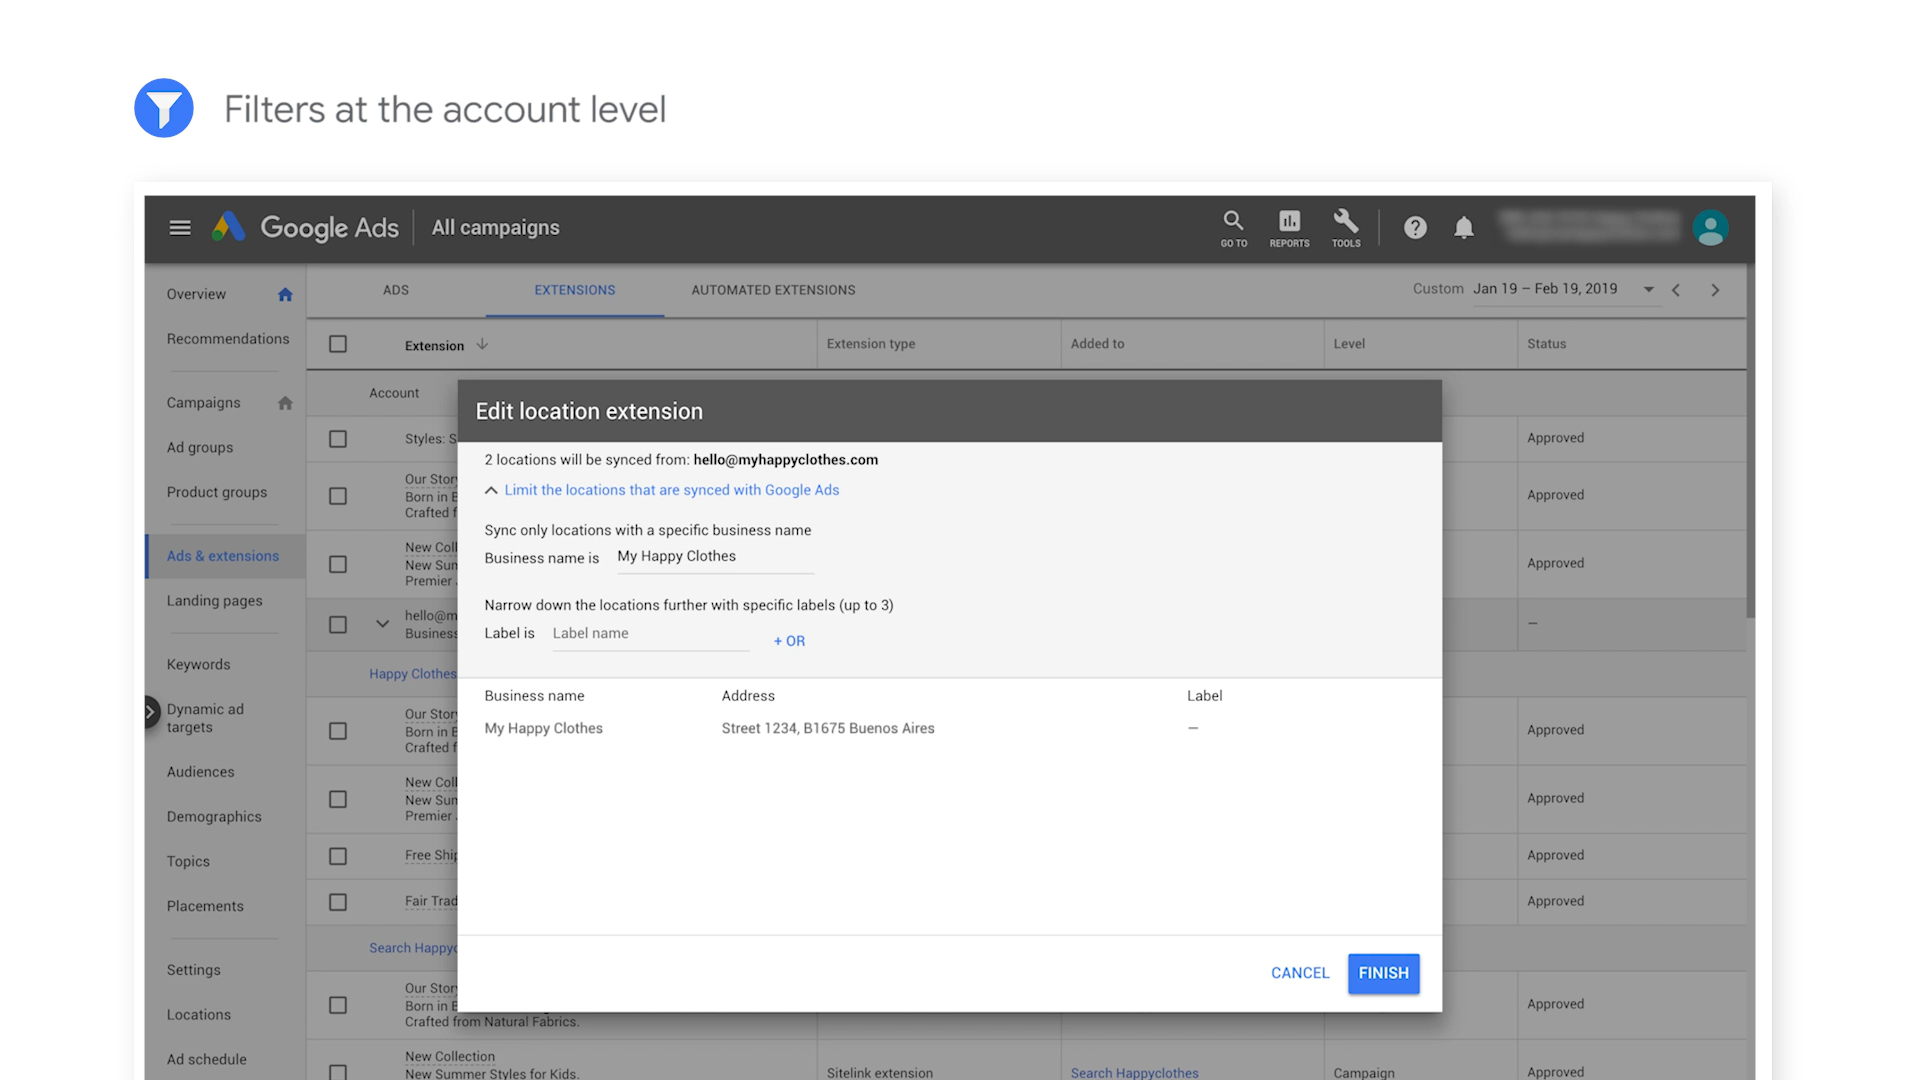 Filters at the account level
Google Ads
All campaigns
GO TO
REPORTS
TOOLS
Overview
Recommendations
Campaigns
Ad groups
Product groups
Ads & extensions
Landing pages
Keywords
Dynamic ad
targets
Audiences
Demographics
Topics
Placements
Settings
Locations
Ad schedule
ADS
EXTENSIONS
AUTOMATED EXTENSIONS
Custom Jan 19 – Feb 19, 2019
Extension
Extension type
Added to
Level
Status
Account
Styles: S
Approved
Our Stor
Born in B
Crafted f
Approved
New Coll
New Sum
Premier
Approved
hello@m
Business
—
Happy Clothes
Our Stor
Born in B
Crafted f
Approved
New Coll
New Sum
Premier
Approved
Free Ship
Approved
Fair Trad
Approved
Search Happyc
Our Stor
Born in B
Crafted from Natural Fabrics.
Approved
New Collection
New Summer Styles for Kids.
Sitelink extension
Search Happyclothes
Campaign
Approved
Edit location extension
2 locations will be synced from: hello@myhappyclothes.com
Limit the locations that are synced with Google Ads
Sync only locations with a specific business name
Business name is My Happy Clothes
Narrow down the locations further with specific labels (up to 3)
Label is Label name + OR
Business name Address Label
My Happy Clothes Street 1234, B1675 Buenos Aires —
CANCEL FINISH